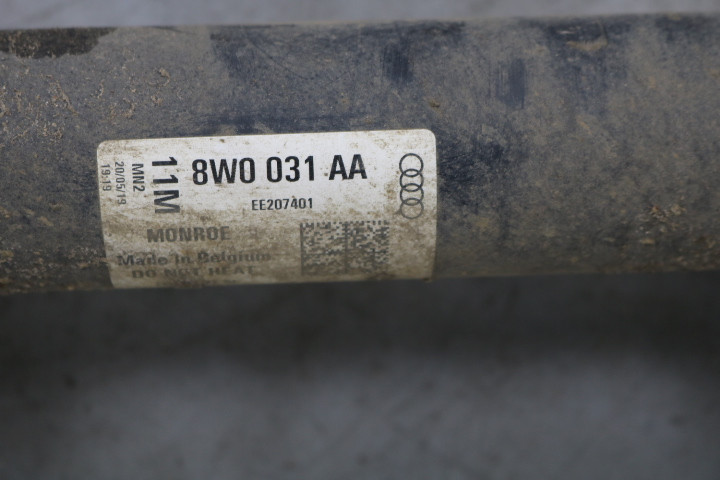 8W0 031 AA
EE207401
MONROE
Made in Belgium
DO NOT HEAT
11M
MN2
20/05/19
19:19